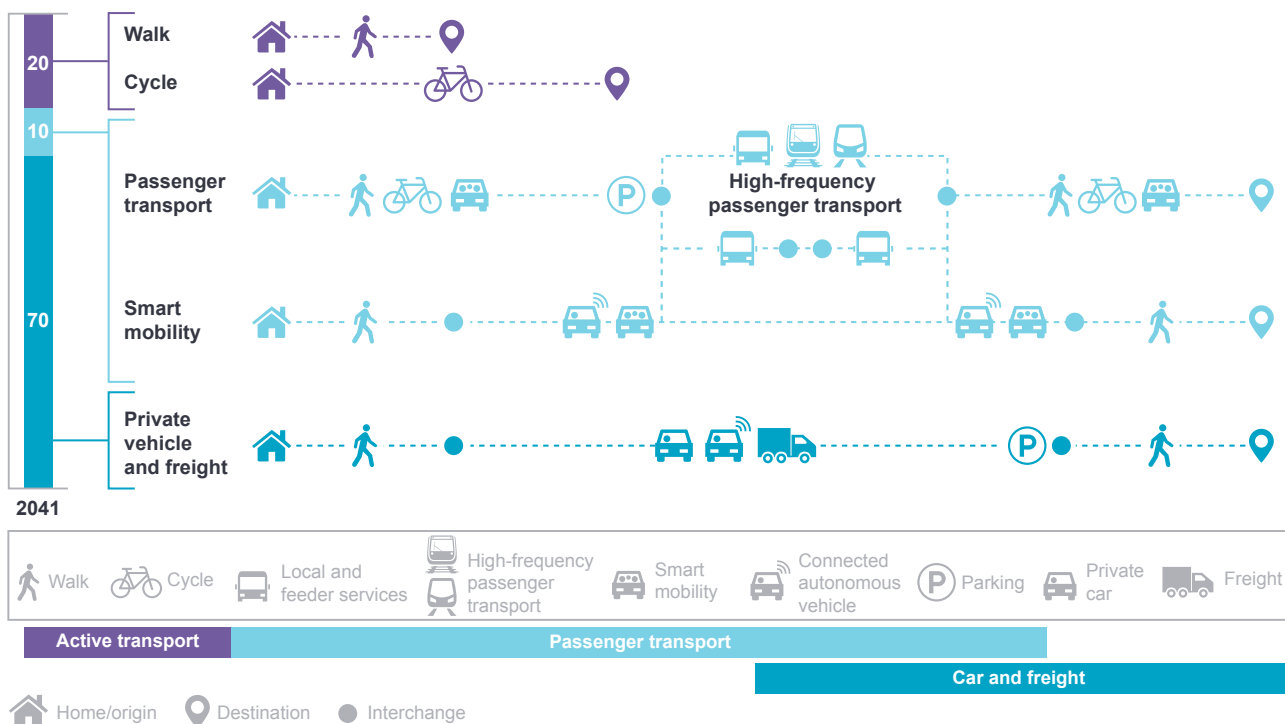 20
10
70
2041
Walk
Cycle
Passenger
transport
P
High-frequency
passenger transport
Smart
mobility
Private
vehicle
and freight
P
Walk
Cycle
Local and
feeder services
High-frequency
passenger
transport
Smart
mobility
Connected
autonomous
vehicle
P
Parking
Private
car
Freight
Active transport
Passenger transport
Car and freight
Home/origin
Destination
Interchange